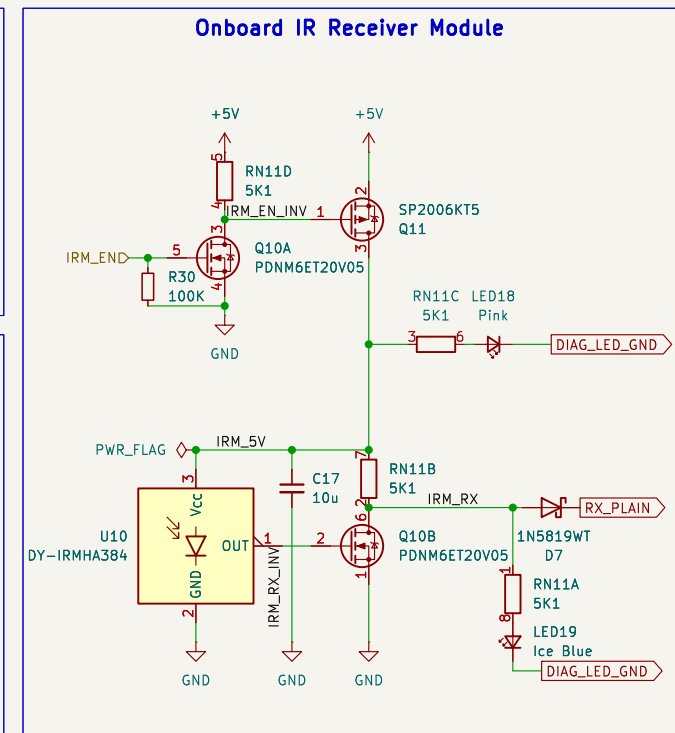 Onboard IR Receiver Module
+5V
+5V
5
RN11D
5K1
4
IRM_EN_INV
1
2
SP2006KT5
Q11
3
3
IRM_EN
5
Q10A
PDNM6ET20V05
R30
100K
4
GND
RN11C
5K1
LED18
Pink
3
6
DIAG_LED_GND
PWR_FLAG
IRM_5V
7
RN11B
5K1
2
3
C17
10u
IRM_RX
RX_PLAIN
1N5819WT
D7
Vcc
U10
DY-IRMHA384
OUT
GND
1
IRM_RX_INV
2
6
Q10B
PDNM6ET20V05
1
1
RN11A
5K1
8
2
LED19
Ice Blue
DIAG_LED_GND
GND
GND
GND